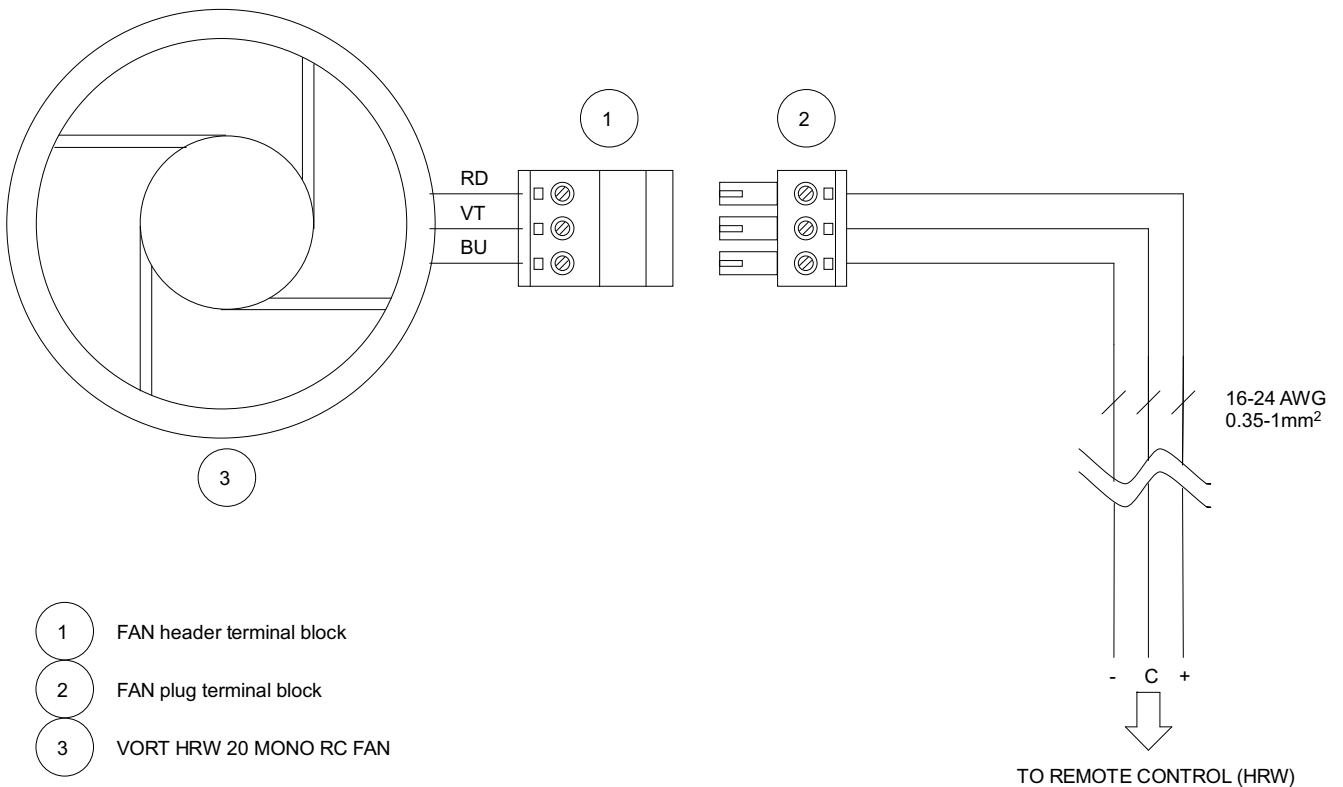 1
2
RD
VT
BU
16-24 AWG
0.35-1mm²
3
1 FAN header terminal block
2 FAN plug terminal block
3 VORT HRW 20 MONO RC FAN
- C +
TO REMOTE CONTROL (HRW)